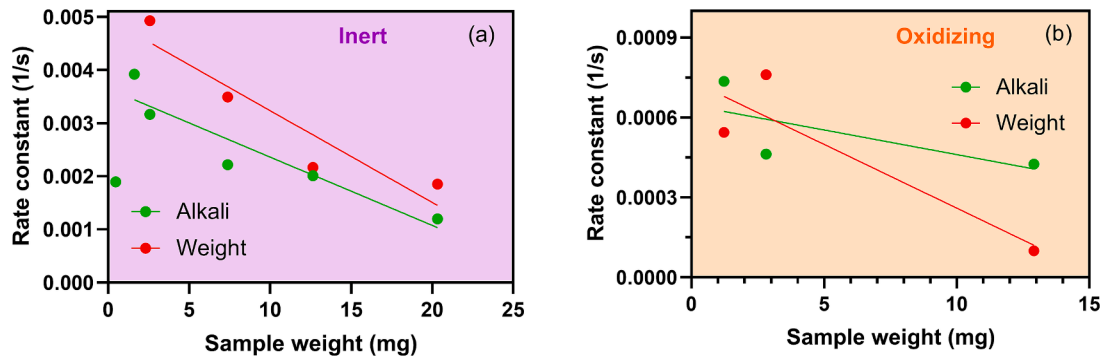 Inert
(a)
Rate constant (1/s)
0.005
0.004
0.003
0.002
0.001
0.000
Alkali
Weight
0
5
10
15
20
25
Sample weight (mg)
Oxidizing
(b)
Rate constant (1/s)
0.0009
0.0006
0.0003
0.0000
Alkali
Weight
0
5
10
15
Sample weight (mg)